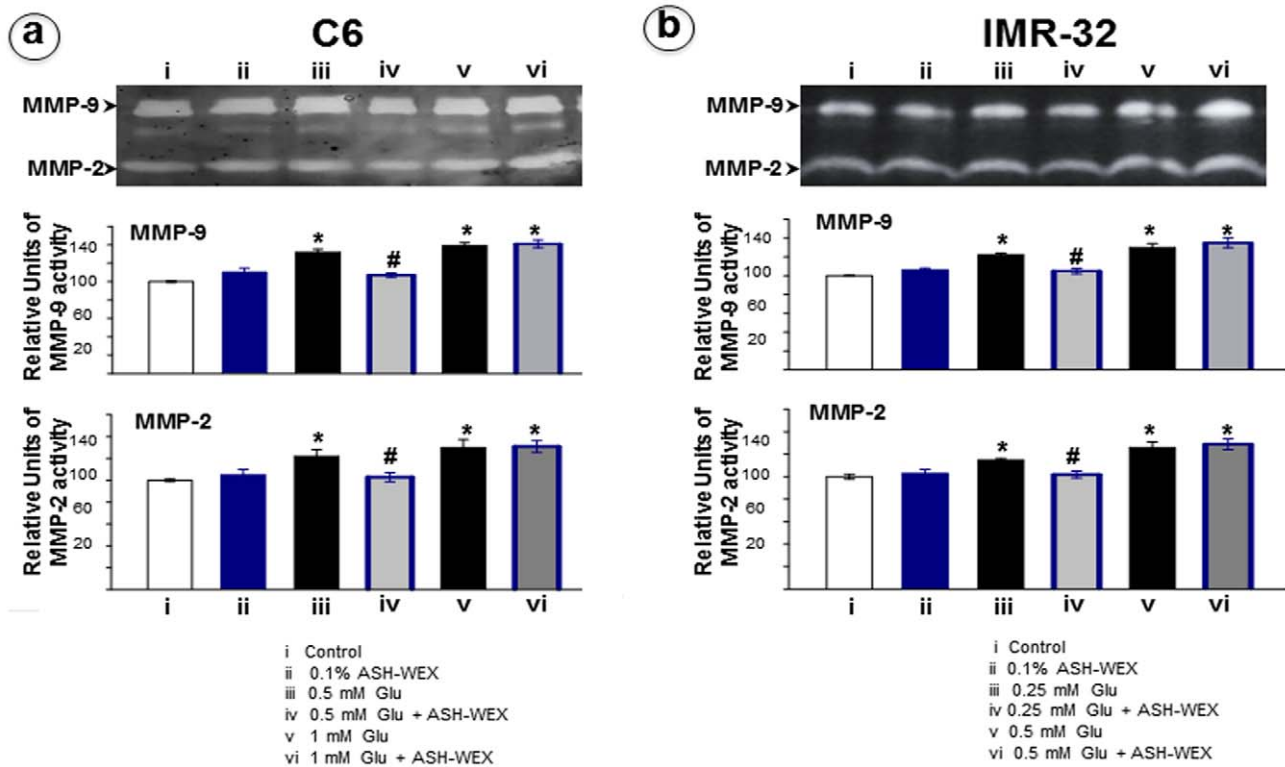 a
C6
i ii iii iv v vi
MMP-9
MMP-2
Relative Units of
MMP-9 activity
MMP-9
140
100
60
20
* # * *
Relative Units of
MMP-2 activity
MMP-2
140
100
60
20
* # * *
i ii iii iv v vi
i Control
ii 0.1% ASH-WEX
iii 0.5 mM Glu
iv 0.5 mM Glu + ASH-WEX
v 1 mM Glu
vi 1 mM Glu + ASH-WEX
b
IMR-32
i ii iii iv v vi
MMP-9
MMP-2
Relative Units of
MMP-9 activity
MMP-9
140
100
60
20
* # * *
Relative Units of
MMP-2 activity
MMP-2
140
100
60
20
* # * *
i ii iii iv v vi
i Control
ii 0.1% ASH-WEX
iii 0.25 mM Glu
iv 0.25 mM Glu + ASH-WEX
v 0.5 mM Glu
vi 0.5 mM Glu + ASH-WEX